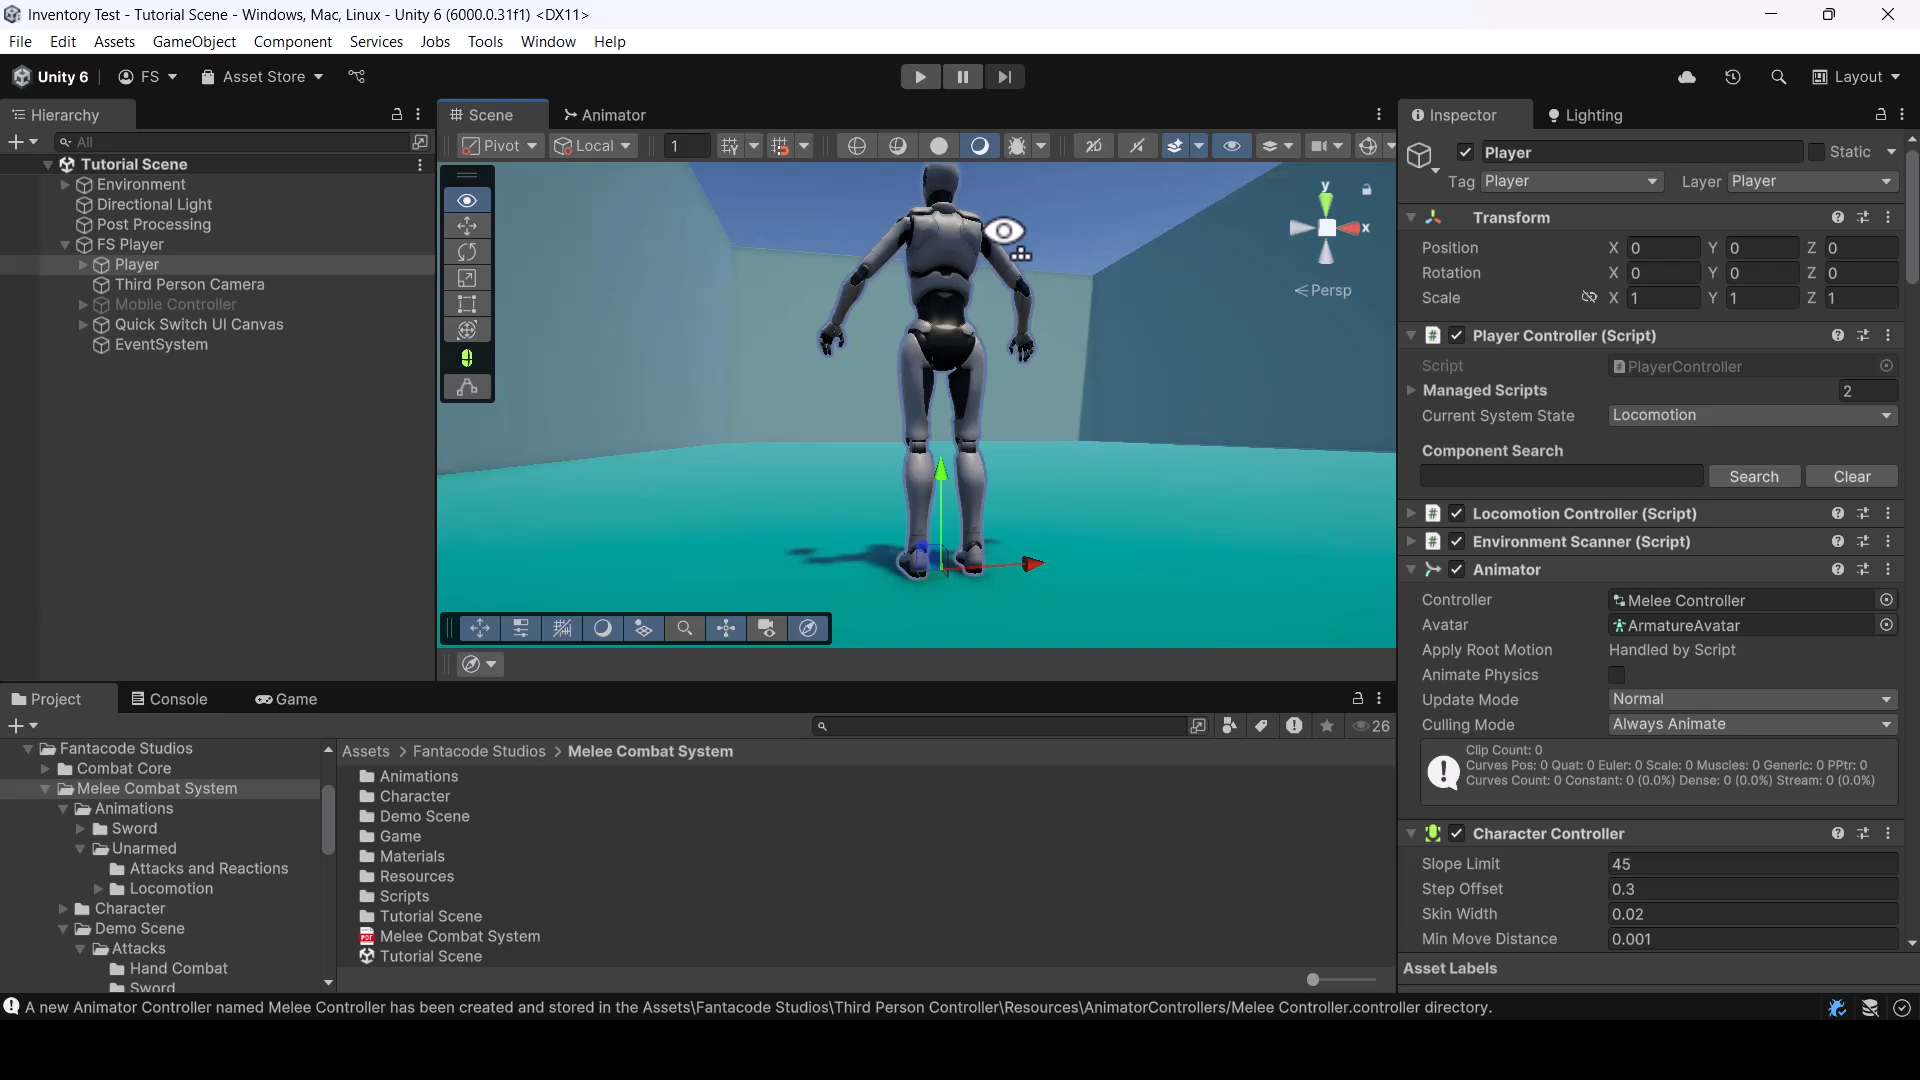 Inventory Test - Tutorial Scene - Windows, Mac, Linux - Unity 6 (6000.0.31f1) <DX11>
File Edit Assets GameObject Component Services Jobs Tools Window Help
Unity 6 FS Asset Store Layout
Hierarchy
All
Tutorial Scene
Environment
Directional Light
Post Processing
FS Player
Player
Third Person Camera
Mobile Controller
Quick Switch UI Canvas
EventSystem
Scene Animator
Pivot Local 1 2D
y
x
Persp
Inspector Lighting
Player Static
Tag Player Layer Player
Transform
Position X 0 Y 0 Z 0
Rotation X 0 Y 0 Z 0
Scale X 1 Y 1 Z 1
Player Controller (Script)
Script PlayerController
Managed Scripts 2
Current System State Locomotion
Component Search
Search Clear
Locomotion Controller (Script)
Environment Scanner (Script)
Animator
Controller Melee Controller
Avatar ArmatureAvatar
Apply Root Motion Handled by Script
Animate Physics
Update Mode Normal
Culling Mode Always Animate
Clip Count: 0
Curves Pos: 0 Quat: 0 Euler: 0 Scale: 0 Muscles: 0 Generic: 0 PPtr: 0
Curves Count: 0 Constant: 0 (0.0%) Dense: 0 (0.0%) Stream: 0 (0.0%)
Character Controller
Slope Limit 45
Step Offset 0.3
Skin Width 0.02
Min Move Distance 0.001
Asset Labels
Project Console Game
26
Fantacode Studios
Combat Core
Melee Combat System
Animations
Sword
Unarmed
Attacks and Reactions
Locomotion
Character
Demo Scene
Attacks
Hand Combat
Sword
Assets > Fantacode Studios > Melee Combat System
Animations
Character
Demo Scene
Game
Materials
Resources
Scripts
Tutorial Scene
PDF Melee Combat System
Tutorial Scene
A new Animator Controller named Melee Controller has been created and stored in the Assets\Fantacode Studios\Third Person Controller\Resources\AnimatorControllers/Melee Controller.controller directory.